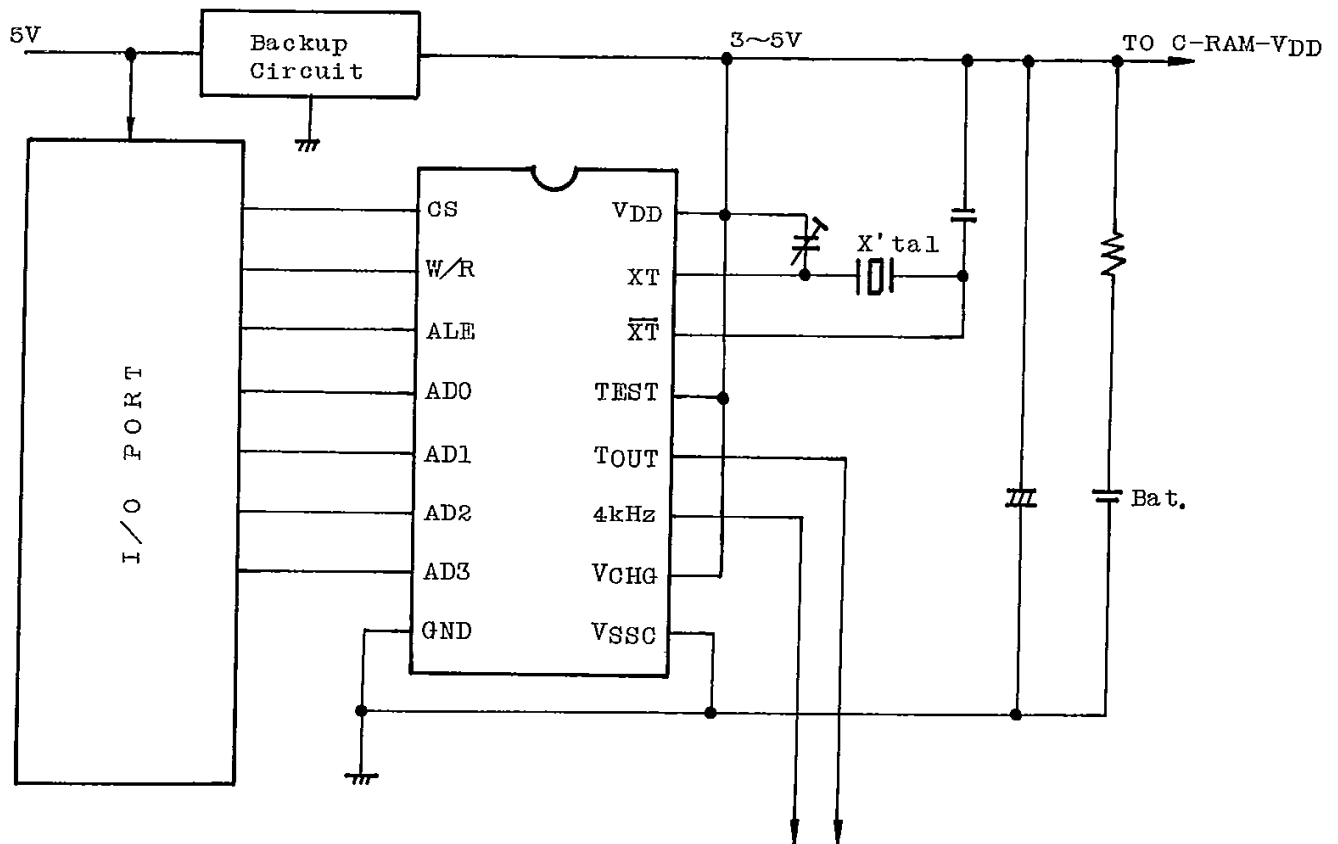 5V
Backup
Circuit
3~5V
TO C-RAM-VDD
I/O PORT
CS
W/R
ALE
AD0
AD1
AD2
AD3
GND
VDD
XT
X̅T̅
TEST
TOUT
4kHz
VCHG
VSSC
X'tal
Bat.